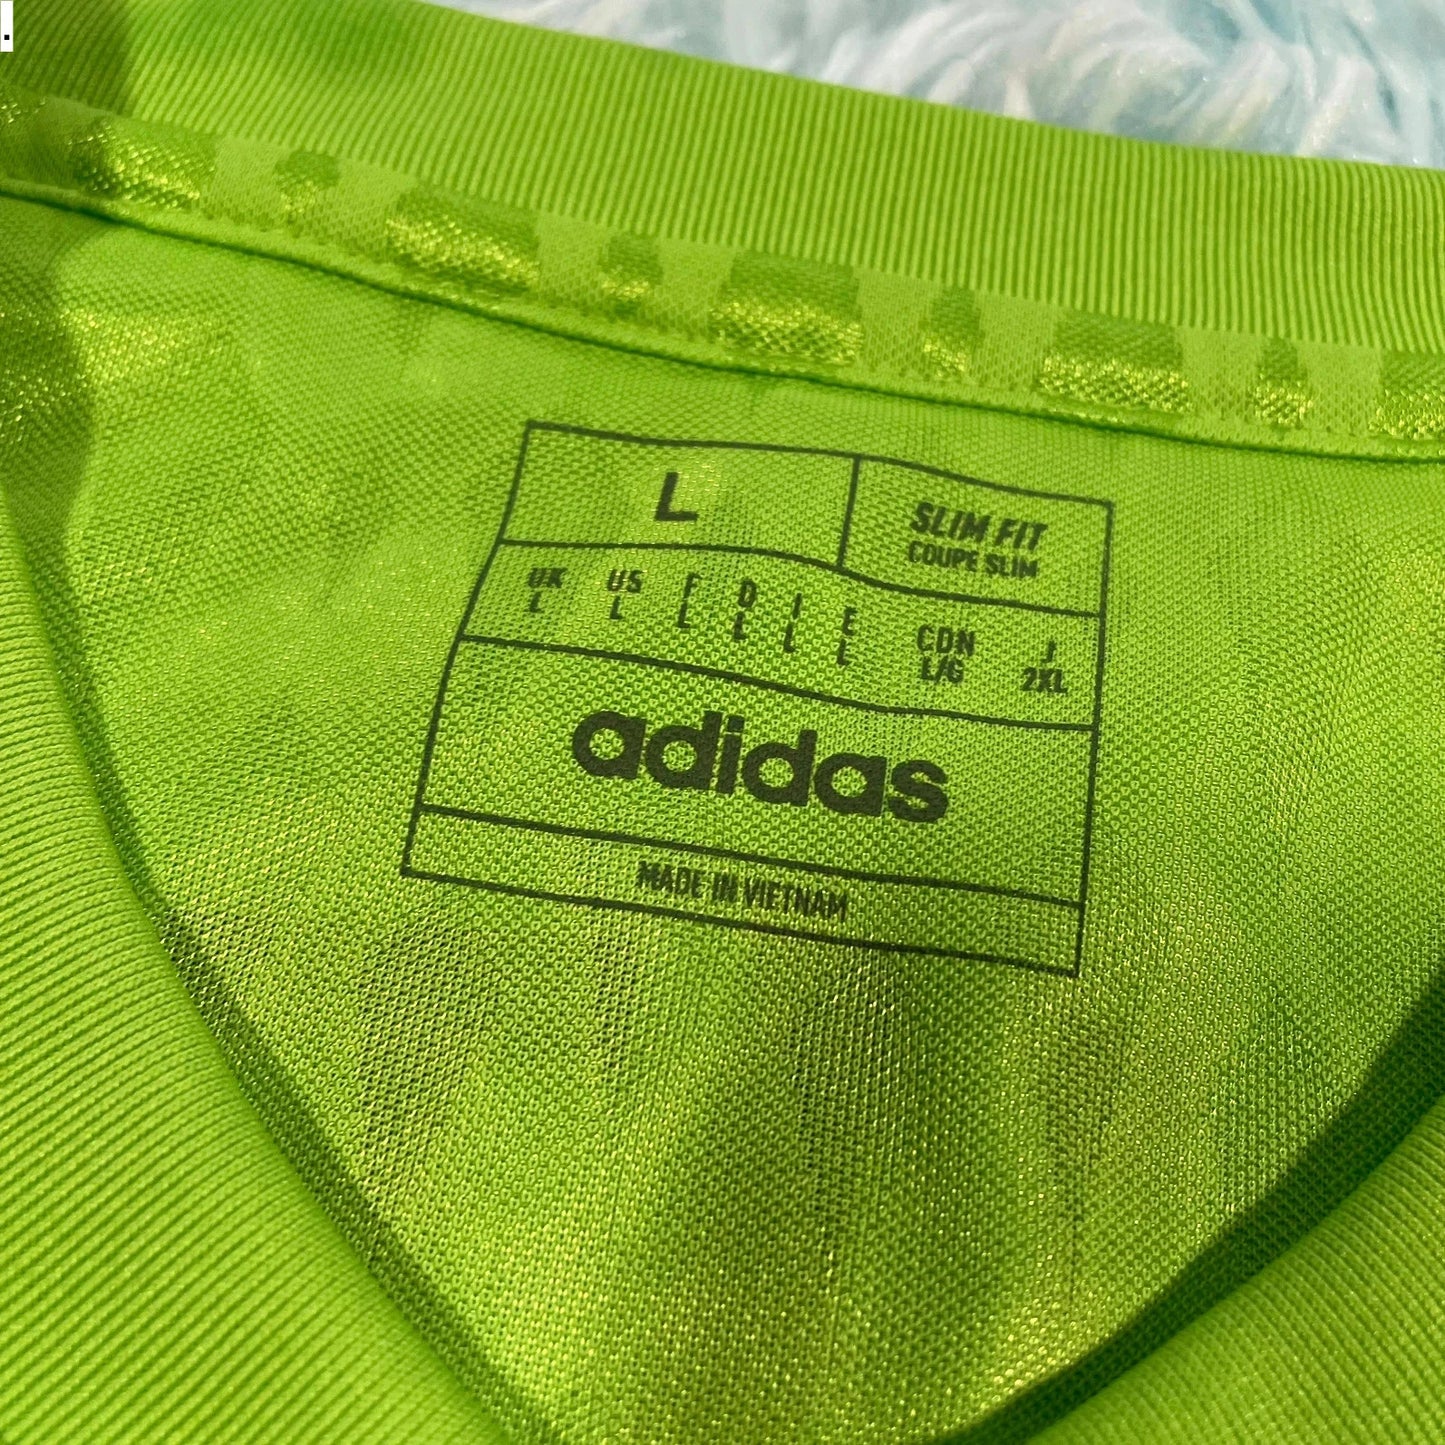 .
L
SLIM FIT
COUPE SLIM
UK US F D I E CDN J
L L L L L L L/G 2XL
adidas
MADE IN VIETNAM